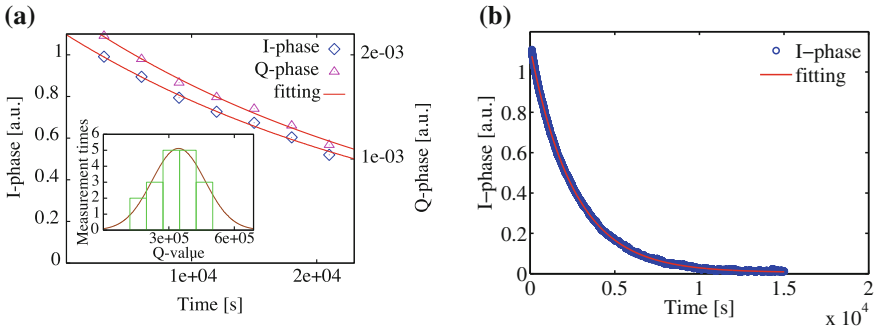 (a)
1
0.8
0.6
0.4
0.2
0
I-phase [a.u.]
I-phase
Q-phase
fitting
2e-03
1e-03
Q-phase [a.u.]
6
5
4
3
2
1
0
Measurement times
3e+05 6e+05
Q-value
1e+04 2e+04
Time [s]
(b)
1
0.8
0.6
0.4
0.2
0
I−phase [a.u.]
I−phase
fitting
0 0.5 1 1.5 2
x 10⁴
Time [s]